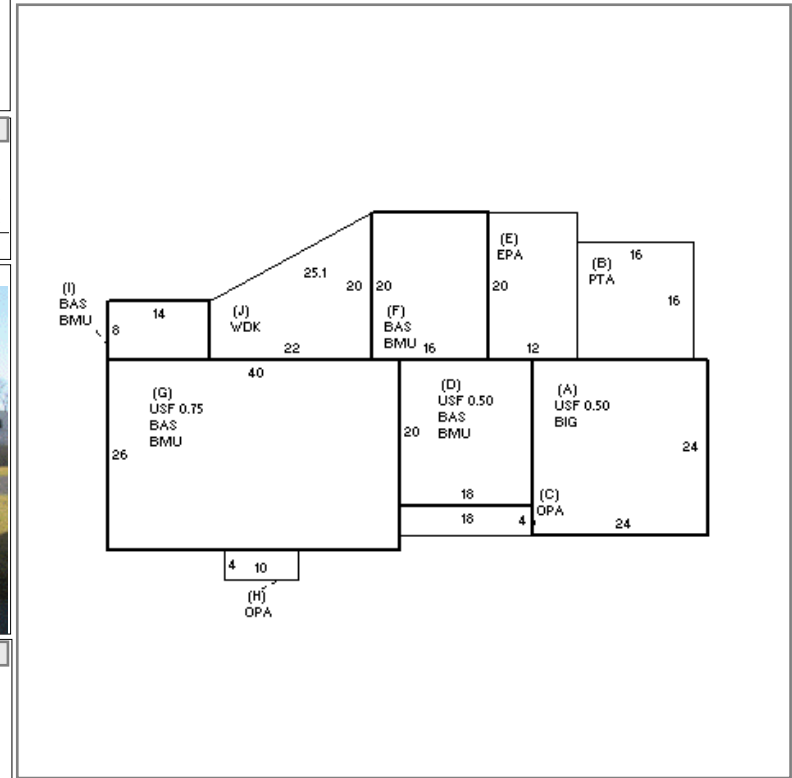 (E)
EPA
16
(B)
PTA
25.1
20
20
20
16
(I)
BAS
BMU
14
8
(J)
WDK
(F)
BAS
BMU
16
22
12
40
(G)
USF 0.75
BAS
BMU
26
(D)
USF 0.50
BAS
BMU
20
18
(A)
USF 0.50
BIG
24
(C)
OPA
18
4
24
4
10
(H)
OPA